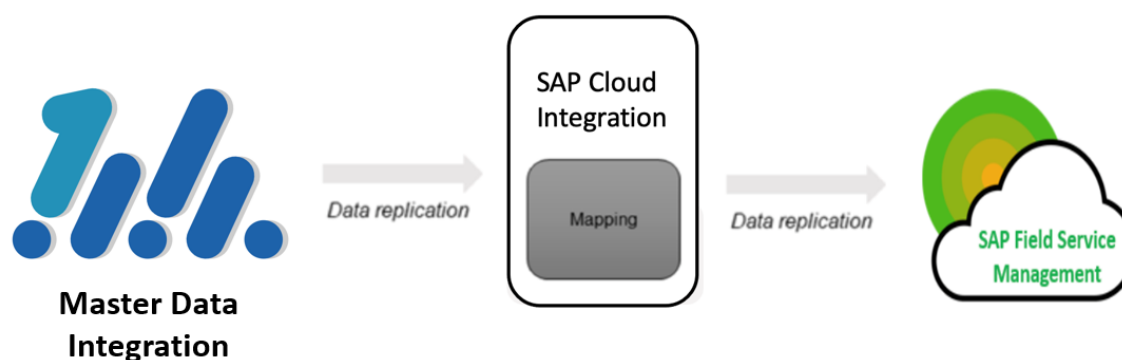 Master Data
Integration
Data replication
SAP Cloud
Integration
Mapping
Data replication
SAP Field Service
Management